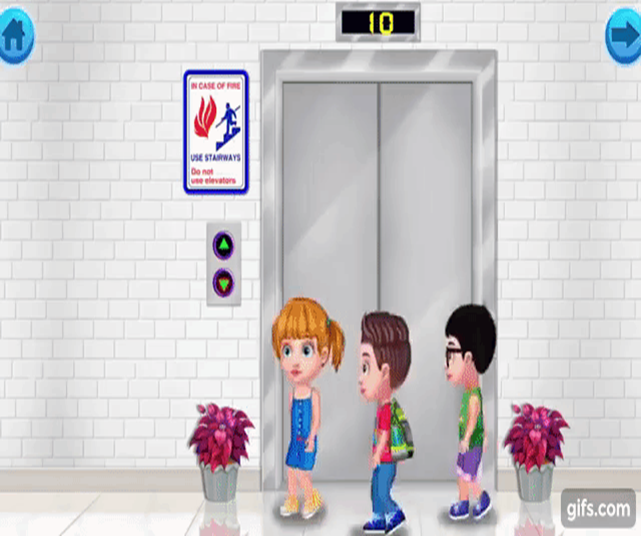 10
IN CASE OF FIRE
USE STAIRWAYS
Do not
use elevators
gifs.com